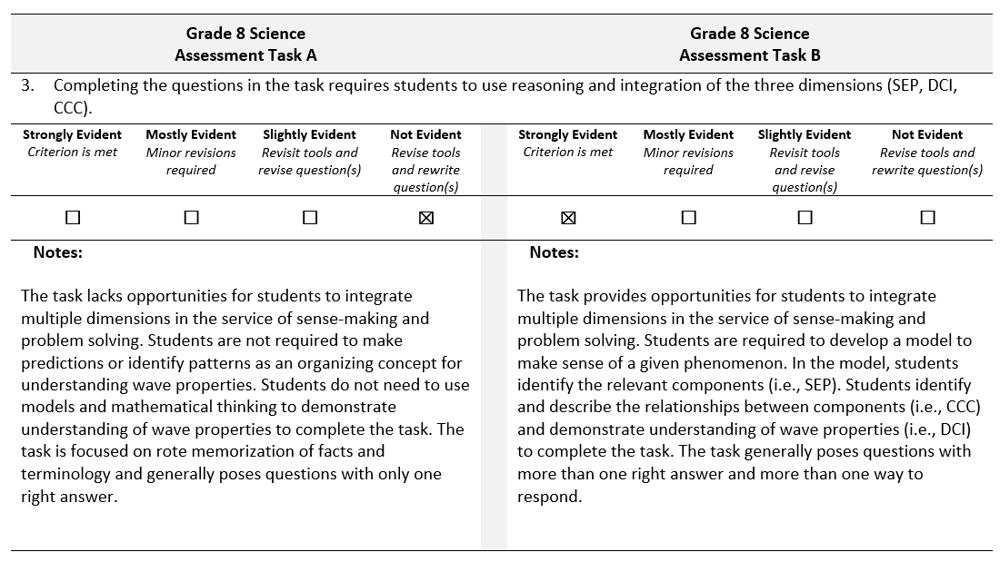 Grade 8 Science
Assessment Task A
Grade 8 Science
Assessment Task B
3. Completing the questions in the task requires students to use reasoning and integration of the three dimensions (SEP, DCI,
CCC).
Strongly Evident
Criterion is met
Mostly Evident
Minor revisions
required
Slightly Evident
Revisit tools and
revise question(s)
Not Evident
Revise tools
and rewrite
question(s)
Strongly Evident
Criterion is met
Mostly Evident
Minor revisions
required
Slightly Evident
Revisit tools
and revise
question(s)
Not Evident
Revise tools and
rewrite question(s)
☐ ☐ ☐ ☒ ☒ ☐ ☐ ☐
Notes:
The task lacks opportunities for students to integrate
multiple dimensions in the service of sense-making and
problem solving. Students are not required to make
predictions or identify patterns as an organizing concept for
understanding wave properties. Students do not need to use
models and mathematical thinking to demonstrate
understanding of wave properties to complete the task. The
task is focused on rote memorization of facts and
terminology and generally poses questions with only one
right answer.
Notes:
The task provides opportunities for students to integrate
multiple dimensions in the service of sense-making and
problem solving. Students are required to develop a model to
make sense of a given phenomenon. In the model, students
identify the relevant components (i.e., SEP). Students identify
and describe the relationships between components (i.e., CCC)
and demonstrate understanding of wave properties (i.e., DCI)
to complete the task. The task generally poses questions with
more than one right answer and more than one way to
respond.